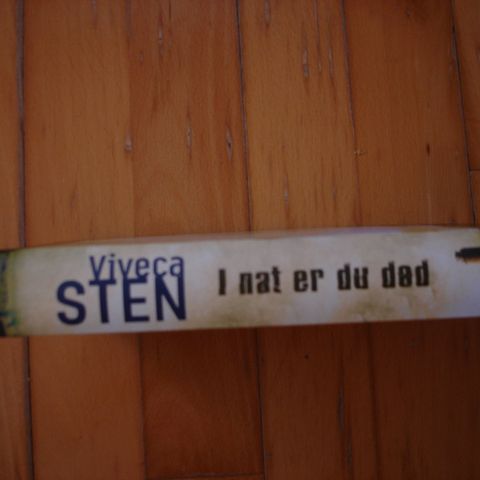 Viveca
STEN
I nat er du død